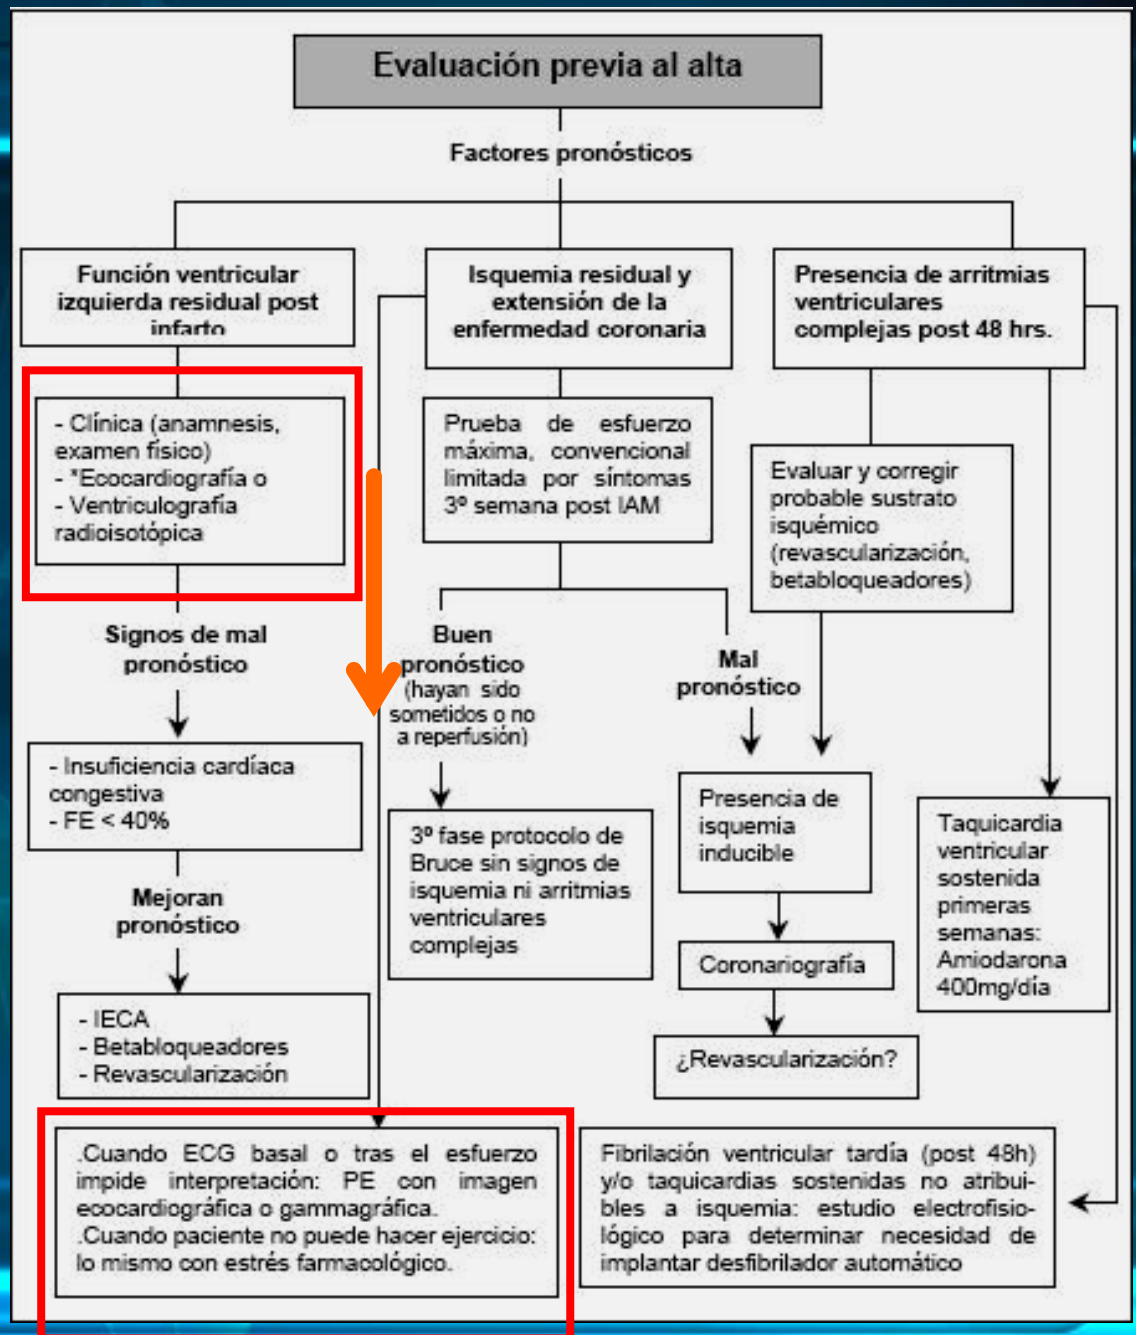 Evaluación previa al alta
Factores pronósticos
Función ventricular
izquierda residual post
infarto
- Clínica (anamnesis,
examen físico)
- *Ecocardiografía o
- Ventriculografía
radioisotópica
Signos de mal
pronóstico
- Insuficiencia cardíaca
congestiva
- FE < 40%
Mejoran
pronóstico
- IECA
- Betabloqueadores
- Revascularización
Isquemia residual y
extensión de la
enfermedad coronaria
Prueba de esfuerzo
máxima, convencional
limitada por síntomas
3º semana post IAM
Buen
pronóstico
(hayan sido
sometidos o no
a reperfusión)
3º fase protocolo de
Bruce sin signos de
isquemia ni arritmias
ventriculares
complejas
Mal
pronóstico
Presencia de
isquemia
inducible
Coronariografía
¿Revascularización?
Presencia de arritmias
ventriculares
complejas post 48 hrs.
Evaluar y corregir
probable sustrato
isquémico
(revascularización,
betabloqueadores)
Taquicardia
ventricular
sostenida
primeras
semanas:
Amiodarona
400mg/día
.Cuando ECG basal o tras el esfuerzo
impide interpretación: PE con imagen
ecocardiográfica o gammagráfica.
.Cuando paciente no puede hacer ejercicio:
lo mismo con estrés farmacológico.
Fibrilación ventricular tardía (post 48h)
y/o taquicardias sostenidas no atribui-
bles a isquemia: estudio electrofisio-
lógico para determinar necesidad de
implantar desfibrilador automático